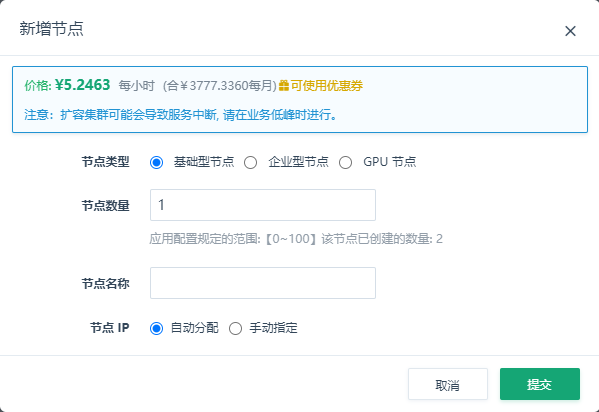 新增节点
价格: ¥5.2463 每小时 (合￥3777.3360每月) 可使用优惠券
注意：扩容集群可能会导致服务中断, 请在业务低峰时进行。
节点类型 基础型节点 企业型节点 GPU 节点
节点数量 1
应用配置规定的范围:【0~100】该节点已创建的数量: 2
节点名称
节点 IP 自动分配 手动指定
取消 提交